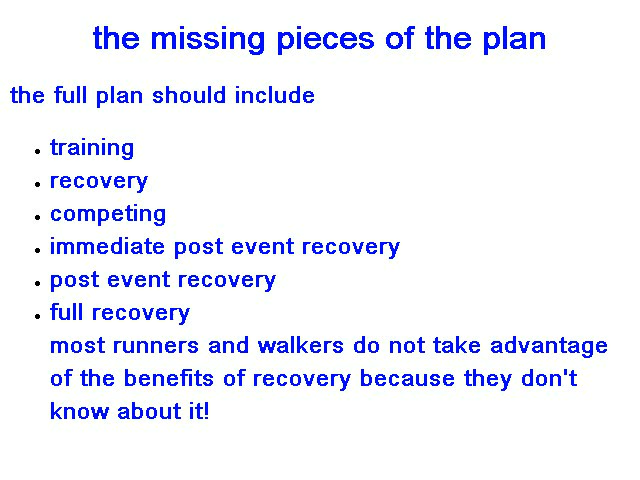 the missing pieces of the plan
the full plan should include
training
recovery
competing
immediate post event recovery
post event recovery
full recovery
most runners and walkers do not take advantage
of the benefits of recovery because they don't
know about it!